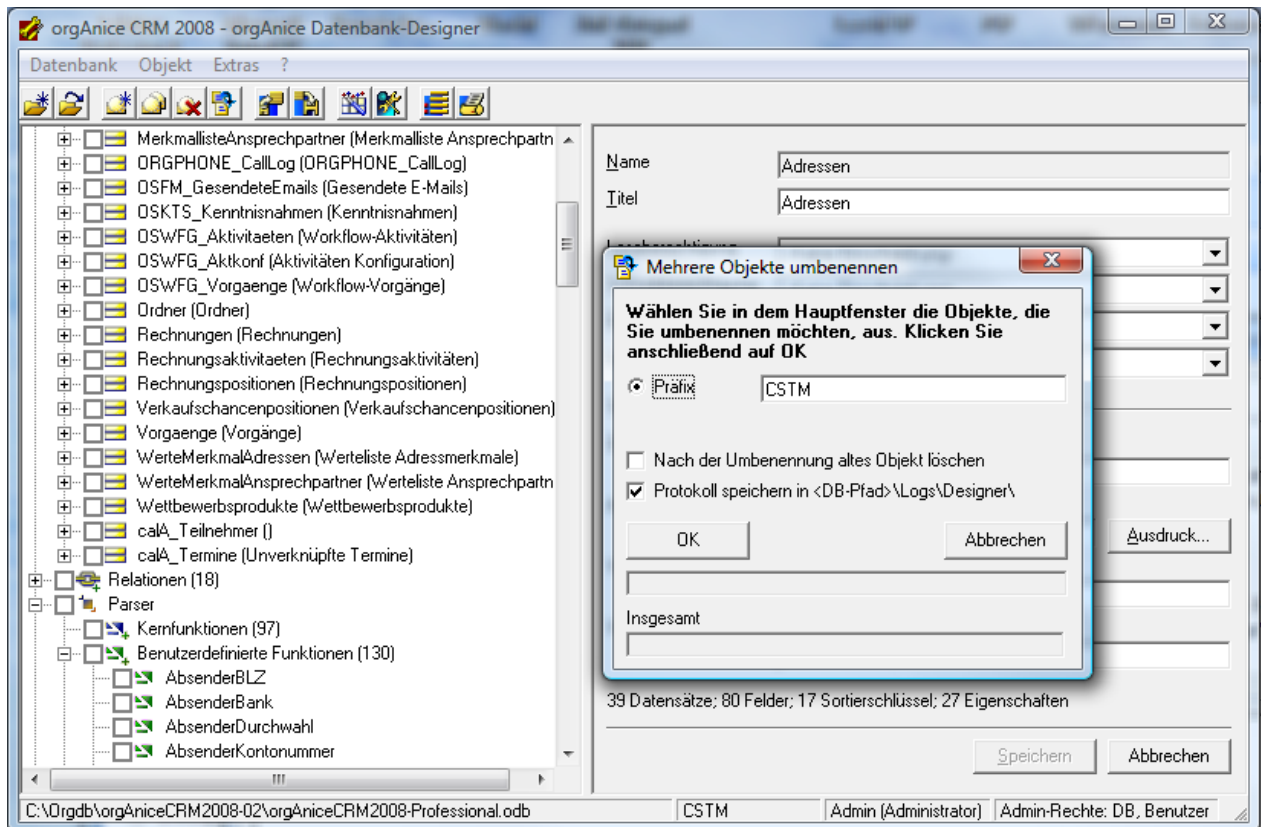 orgAnice CRM 2008 - orgAnice Datenbank-Designer
Datenbank Objekt Extras ?
MerkmallisteAnsprechpartner (Merkmalliste Ansprechpartn
ORGPHONE_CallLog (ORGPHONE_CallLog)
OSFM_GesendeteEmails (Gesendete E-Mails)
OSKTS_Kenntnisnahmen (Kenntnisnahmen)
OSWFG_Aktivitaeten (Workflow-Aktivitäten)
OSWFG_Aktkonf (Aktivitäten Konfiguration)
OSWFG_Vorgaenge (Workflow-Vorgänge)
Ordner (Ordner)
Rechnungen (Rechnungen)
Rechnungsaktivitaeten (Rechnungsaktivitäten)
Rechnungspositionen (Rechnungspositionen)
Verkaufschancenpositionen (Verkaufschancenpositionen)
Vorgaenge (Vorgänge)
WerteMerkmalAdressen (Werteliste Adressmerkmale)
WerteMerkmalAnsprechpartner (Werteliste Ansprechpartn
Wettbewerbsprodukte (Wettbewerbsprodukte)
calA_Teilnehmer ()
calA_Termine (Unverknüpfte Termine)
Relationen (18)
Parser
Kernfunktionen (97)
Benutzerdefinierte Funktionen (130)
AbsenderBLZ
AbsenderBank
AbsenderDurchwahl
AbsenderKontonummer
Name Adressen
Titel Adressen
Mehrere Objekte umbenennen
Wählen Sie in dem Hauptfenster die Objekte, die
Sie umbenennen möchten, aus. Klicken Sie
anschließend auf OK
Präfix CSTM
Nach der Umbenennung altes Objekt löschen
Protokoll speichern in <DB-Pfad>\Logs\Designer\
OK Abbrechen
Insgesamt
Ausdruck...
39 Datensätze; 80 Felder; 17 Sortierschlüssel; 27 Eigenschaften
Speichern Abbrechen
C:\Orgdb\orgAniceCRM2008-02\orgAniceCRM2008-Professional.odb CSTM Admin (Administrator) Admin-Rechte: DB, Benutzer